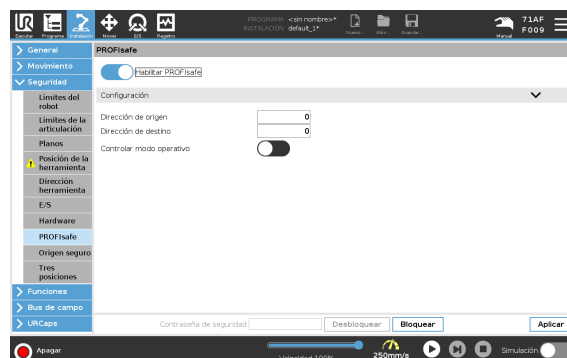 PROGRAMA <sin nombre>*
INSTALACIÓN default_1*
71AF
F009
Ejecutar Programa Instalación Mover E/S Registro Nuevo... Abrir... Guardar... Manual
General
PROFIsafe
Movimiento
Habilitar PROFIsafe
Seguridad
Límites del
robot
Configuración
Límites de la
articulación
Dirección de origen 0
Dirección de destino 0
Planos
Controlar modo operativo
Posición de la
herramienta
Dirección
herramienta
E/S
Hardware
PROFIsafe
Origen seguro
Tres
posiciones
Funciones
Bus de campo
URCaps
Contraseña de seguridad Desbloquear Bloquear Aplicar
Apagar
Velocidad 100%
250mm/s
Simulación